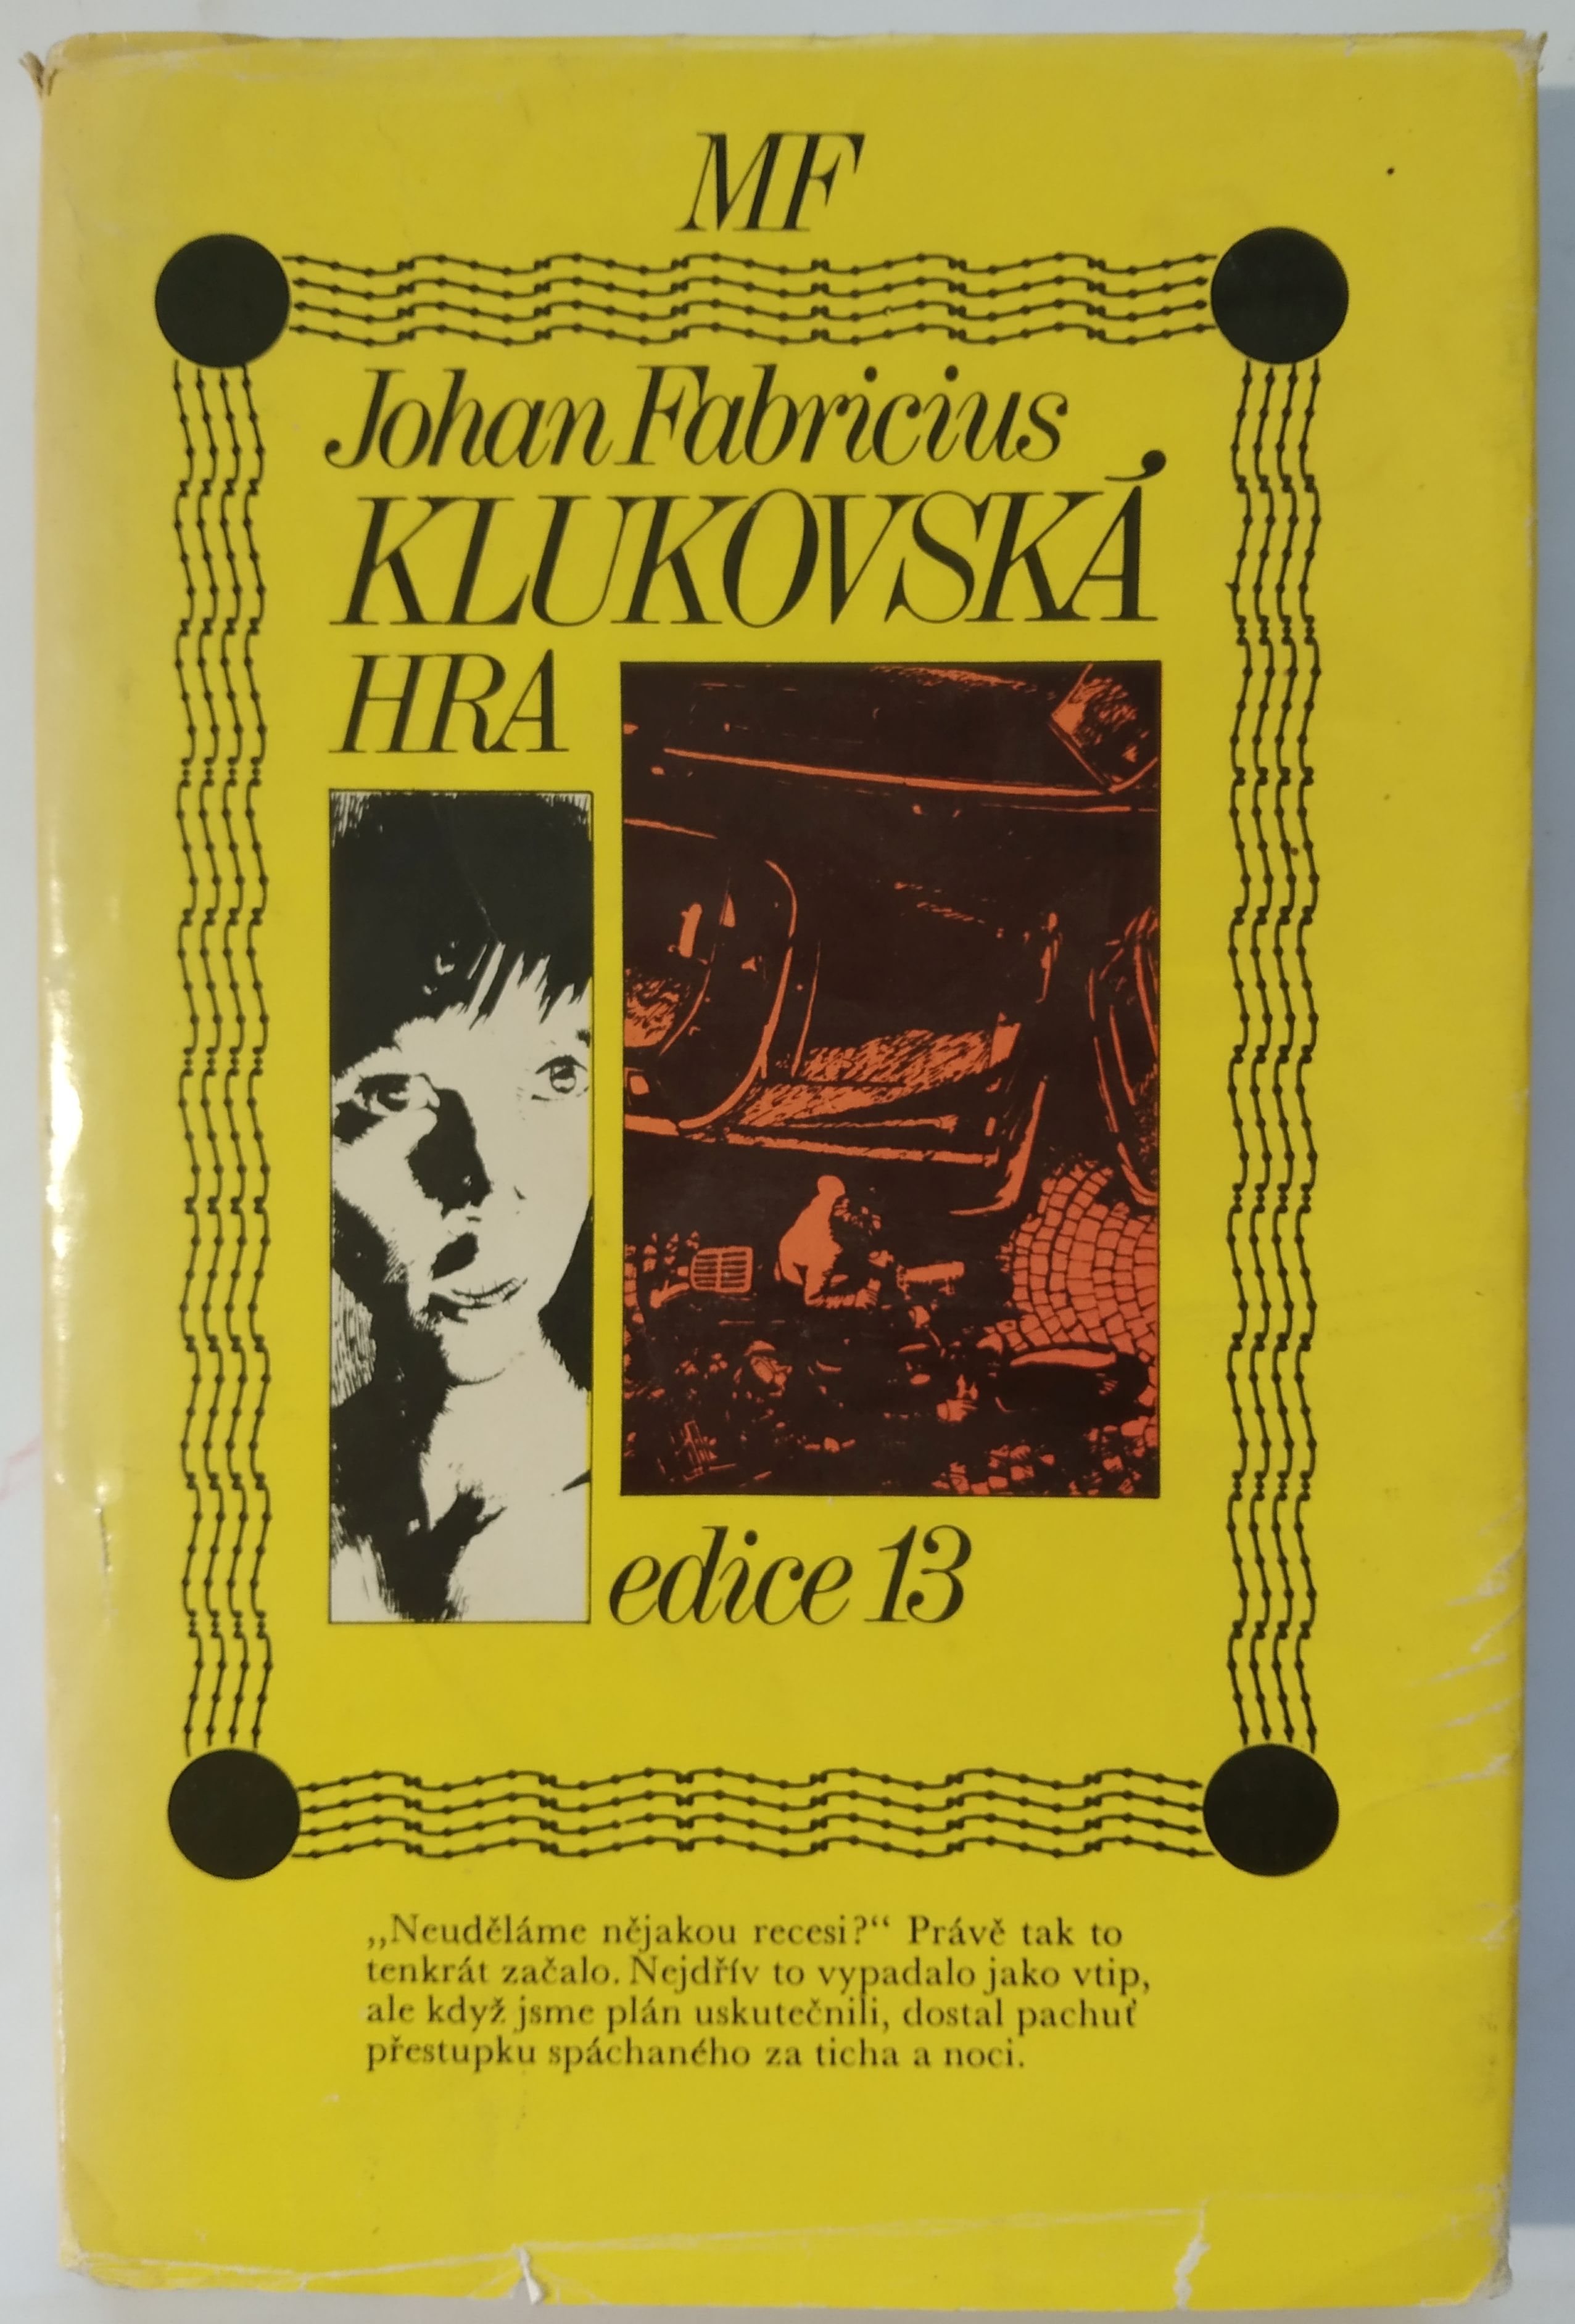 MF
Johan Fabricius
KLUKOVSKÁ
HRA
edice 13
„Neuděláme nějakou recesi?“ Právě tak to
tenkrát začalo. Nejdřív to vypadalo jako vtip,
ale když jsme plán uskutečnili, dostal pachuť
přestupku spáchaného za ticha a noci.